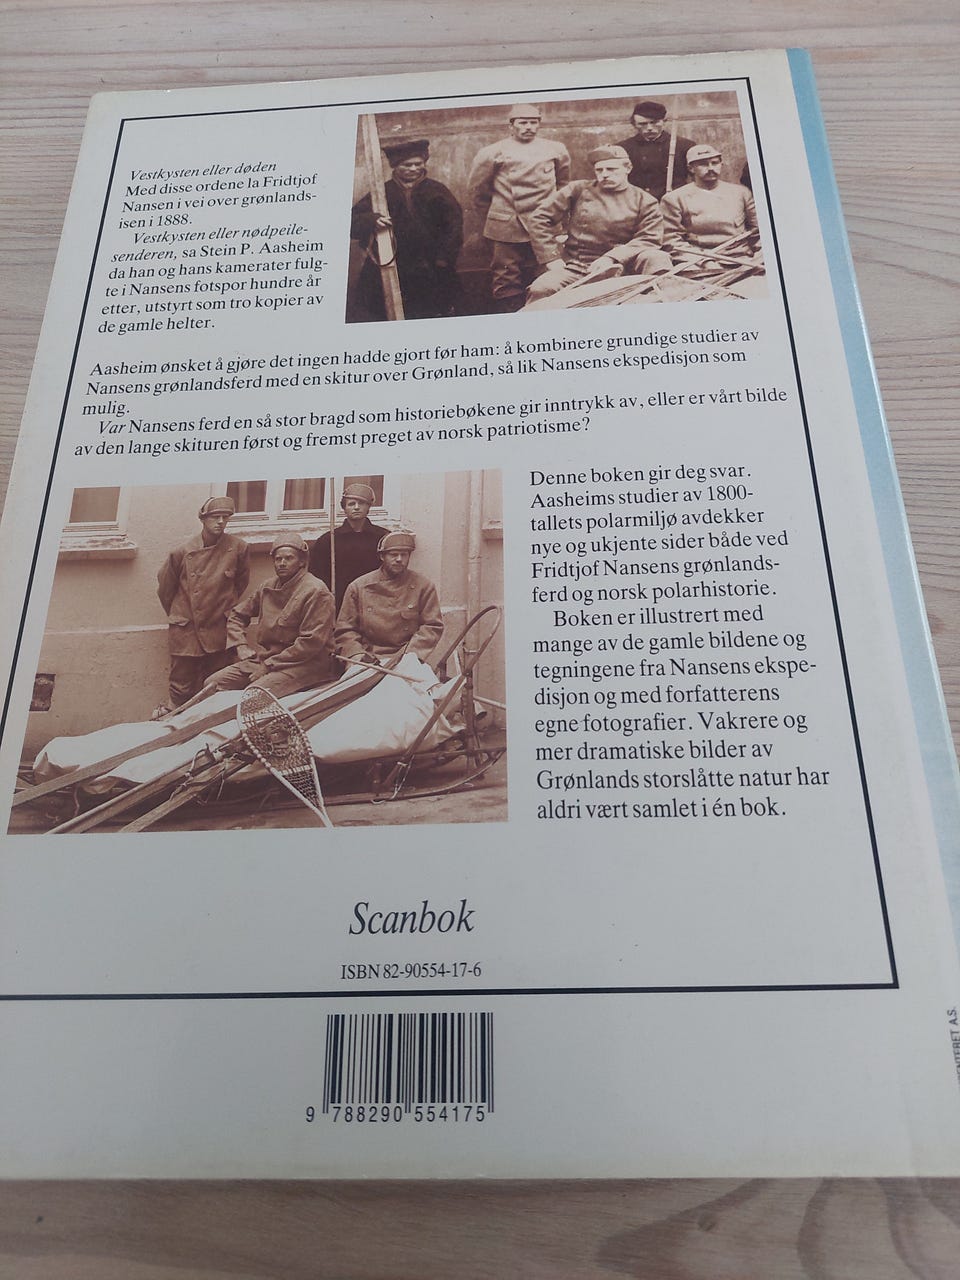 Vestkysten eller døden
Med disse ordene la Fridtjof
Nansen i vei over grønlands-
isen i 1888.
Vestkysten eller nødpeile-
senderen, sa Stein P. Aasheim
da han og hans kamerater fulg-
te i Nansens fotspor hundre år
etter, utstyrt som tro kopier av
de gamle helter.
Aasheim ønsket å gjøre det ingen hadde gjort før ham: å kombinere grundige studier av
Nansens grønlandsferd med en skitur over Grønland, så lik Nansens ekspedisjon som
mulig.
Var Nansens ferd en så stor bragd som historiebøkene gir inntrykk av, eller er vårt bilde
av den lange skituren først og fremst preget av norsk patriotisme?
Denne boken gir deg svar.
Aasheims studier av 1800-
tallets polarmiljø avdekker
nye og ukjente sider både ved
Fridtjof Nansens grønlands-
ferd og norsk polarhistorie.
Boken er illustrert med
mange av de gamle bildene og
tegningene fra Nansens ekspe-
disjon og med forfatterens
egne fotografier. Vakrere og
mer dramatiske bilder av
Grønlands storslåtte natur har
aldri vært samlet i én bok.
Scanbok
ISBN 82-90554-17-6
9 788290 554175
A.S.